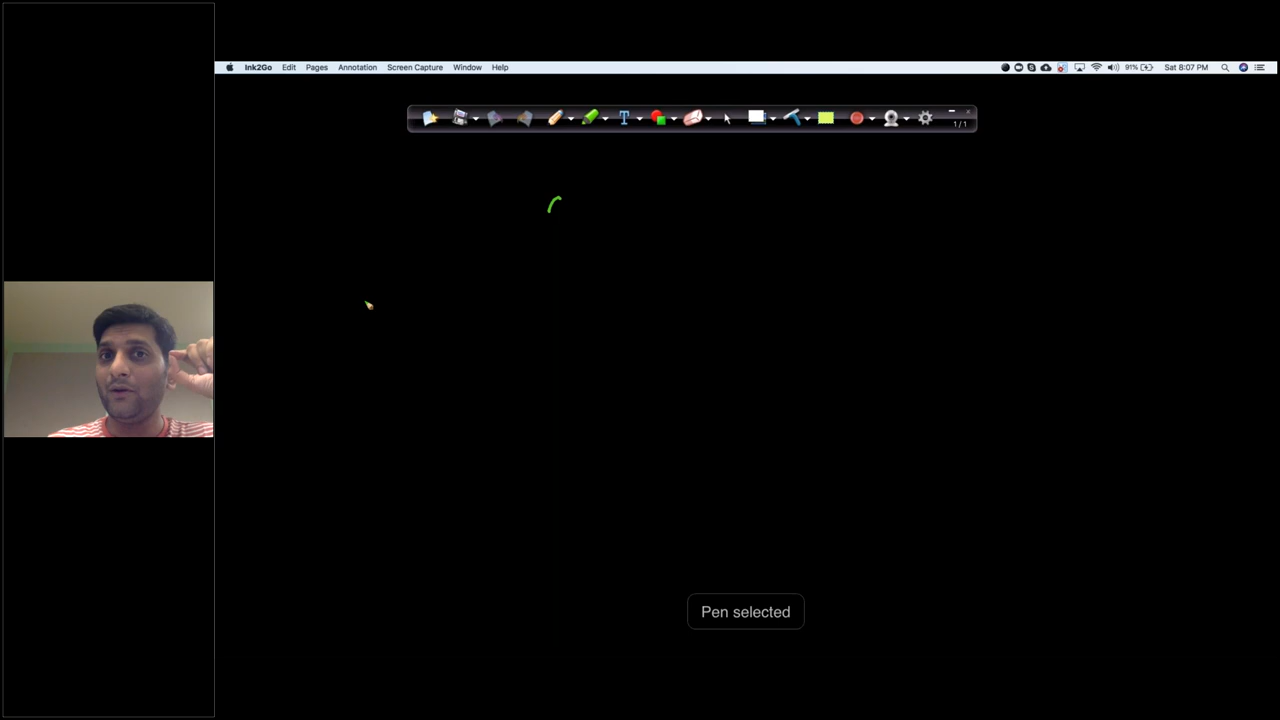 Ink2Go Edit Pages Annotation Screen Capture Window Help 91% Sat 8:07 PM
T 1/1
Pen selected